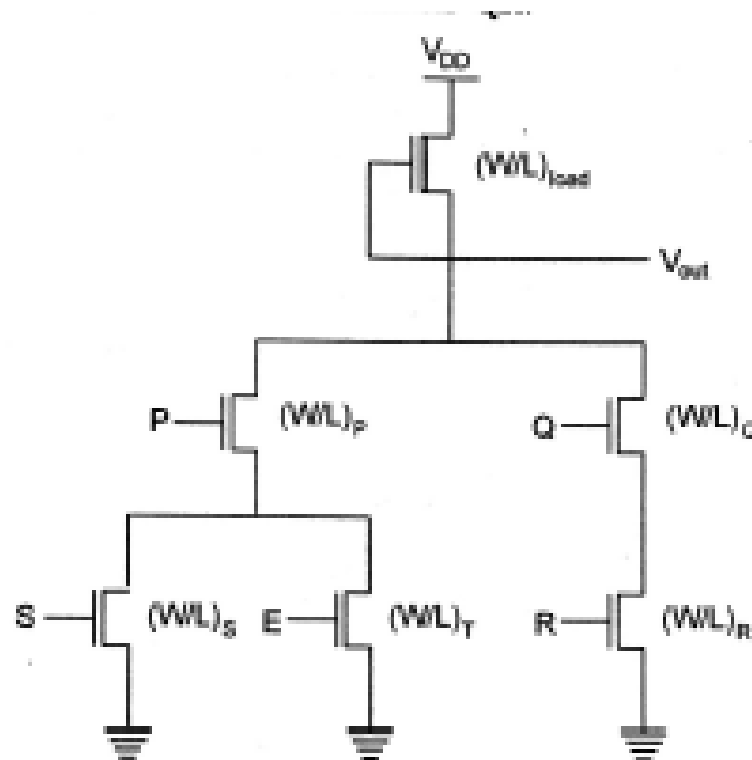 V_DD
(W/L)_load
V_out
P (W/L)_P Q (W/L)_Q
S (W/L)_S E (W/L)_T R (W/L)_R